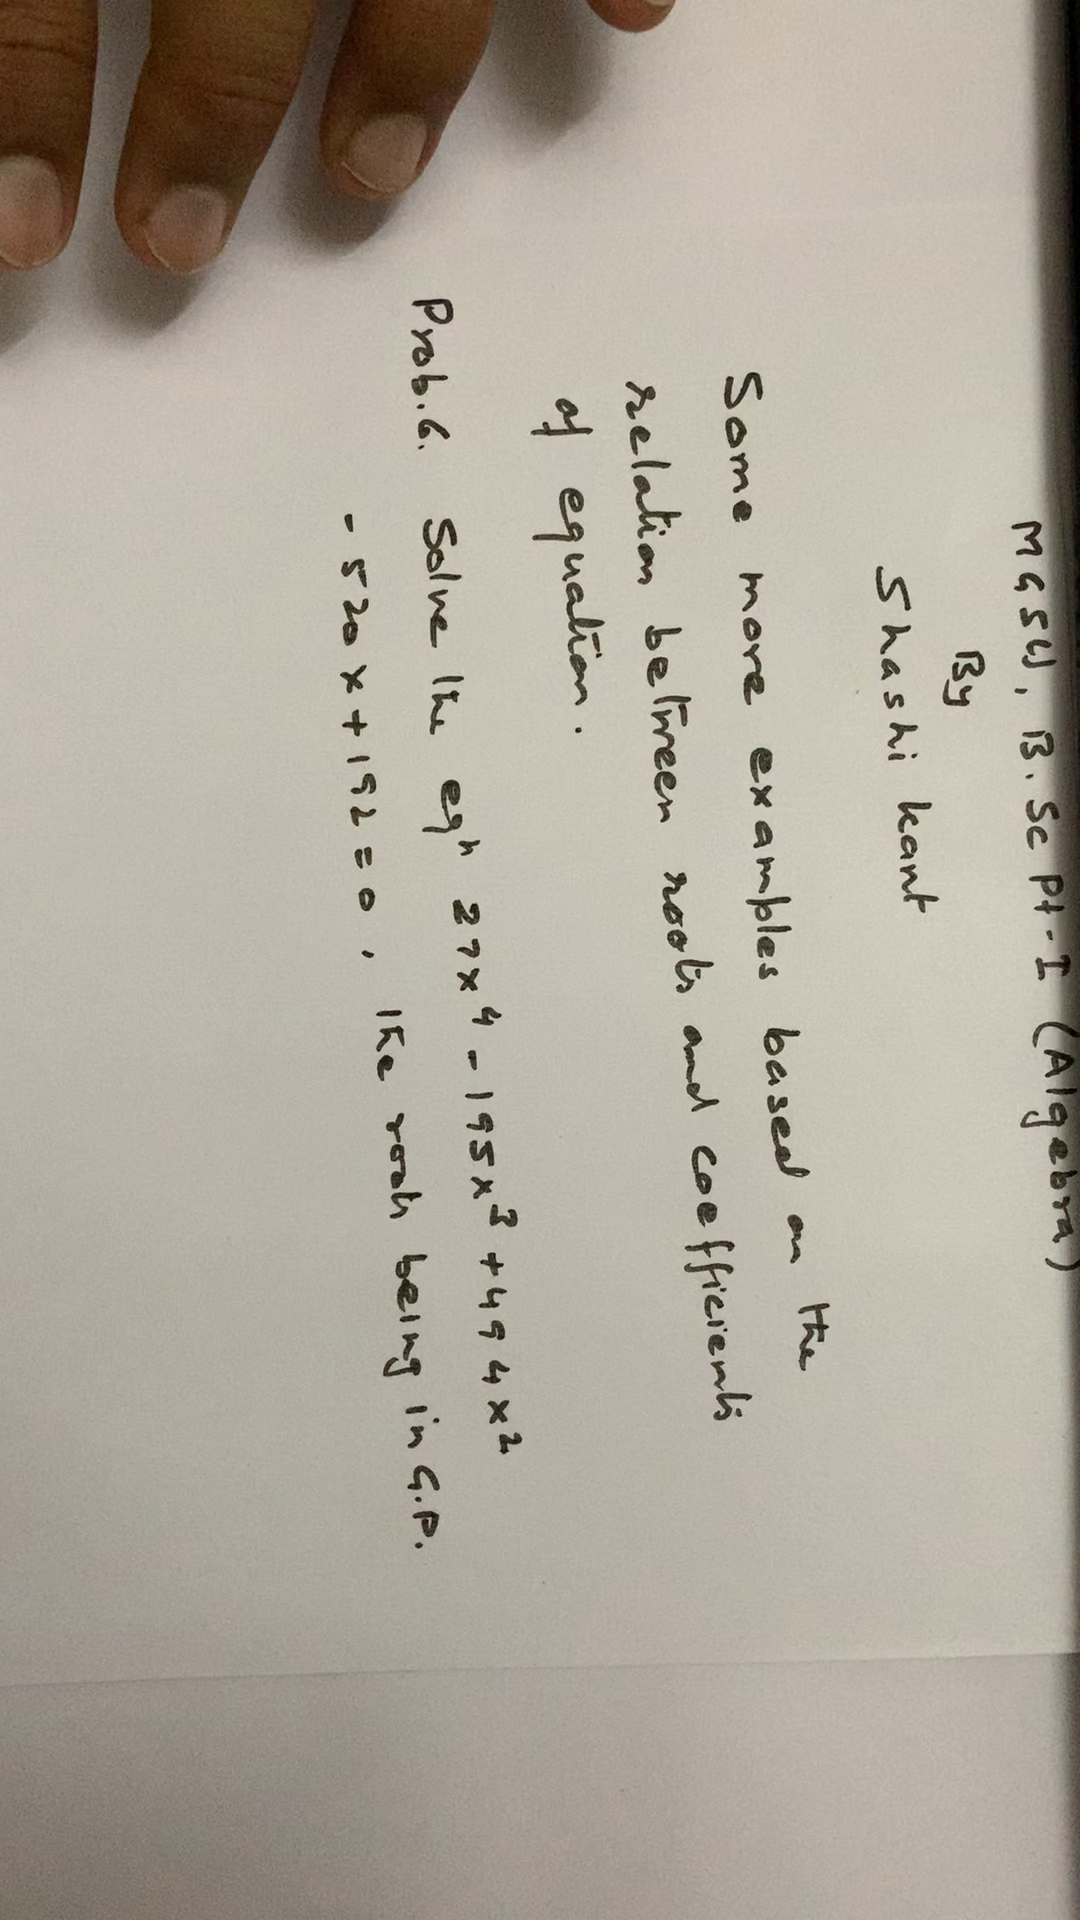 MGSU, B.Sc Pt-I (Algebra)
By
Shashi kant
Some more examples based on the
relation between roots and coefficients
of equation.
Prob.6. Solve the eqⁿ 27x⁴ - 195x³ + 494x²
- 520x + 192 = 0, the roots being in G.P.